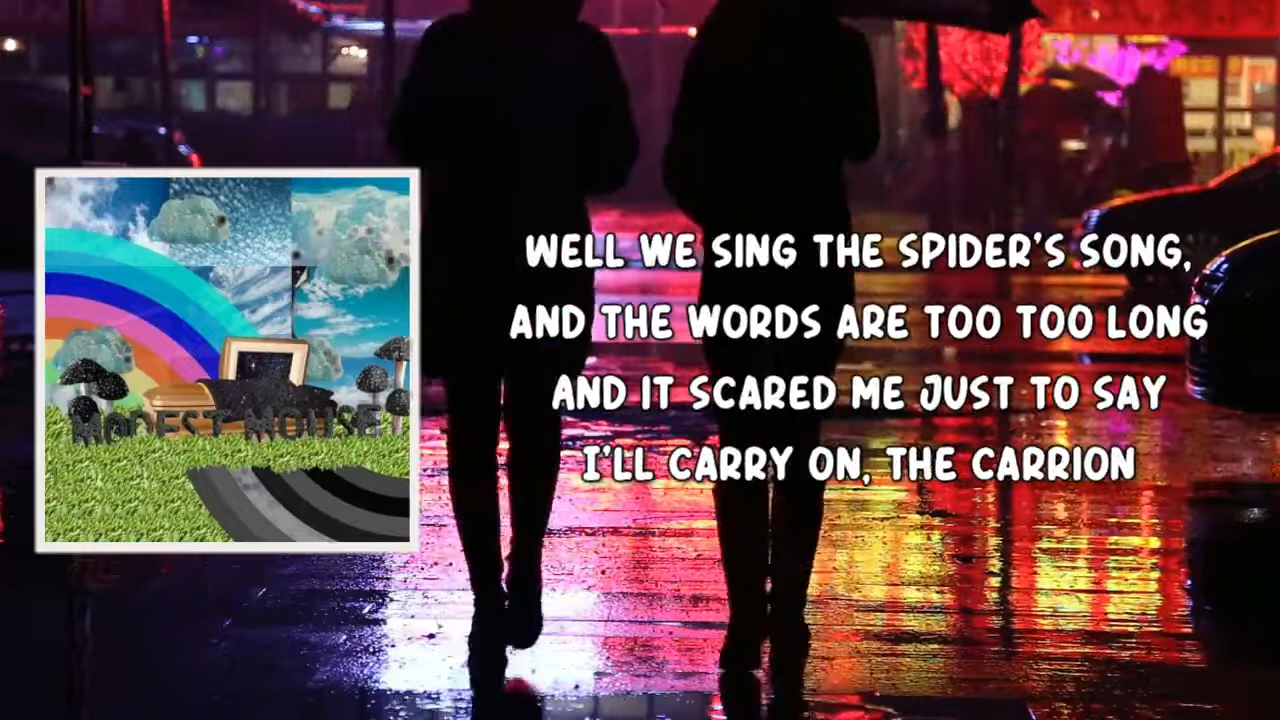 MODEST MOUSE
WELL WE SING THE SPIDER'S SONG,
AND THE WORDS ARE TOO TOO LONG
AND IT SCARED ME JUST TO SAY
I'LL CARRY ON, THE CARRION